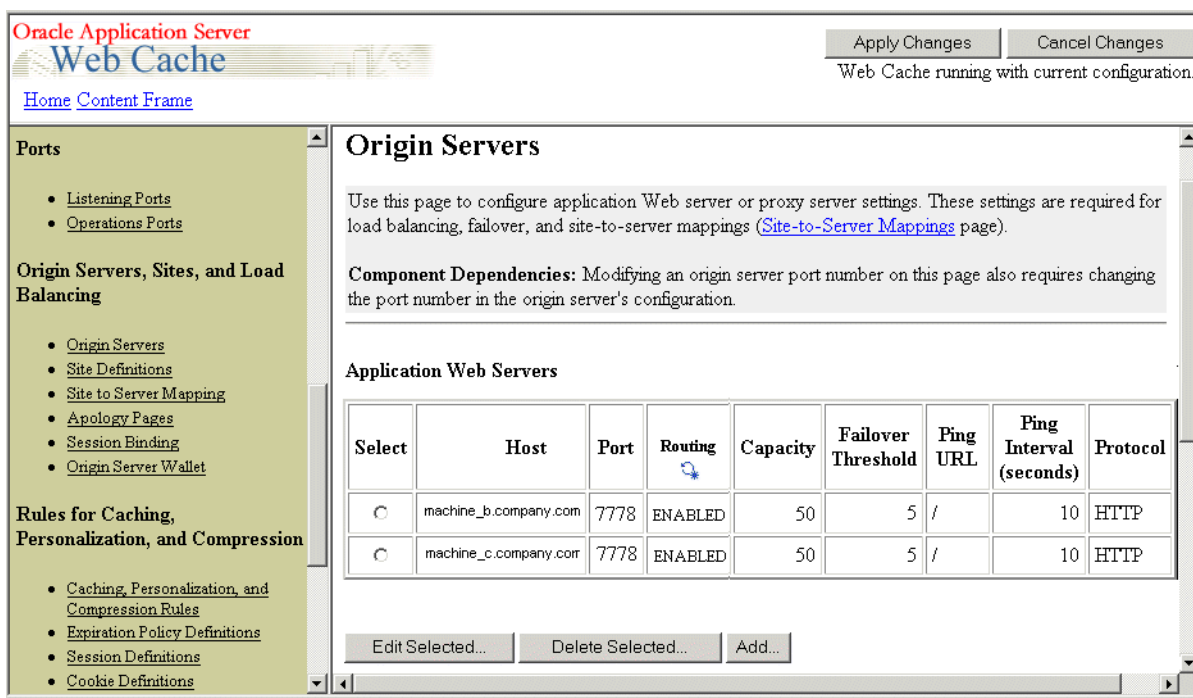 Oracle Application Server
Web Cache
Home Content Frame
Apply Changes
Cancel Changes
Web Cache running with current configuration.
Ports
Listening Ports
Operations Ports
Origin Servers, Sites, and Load
Balancing
Origin Servers
Site Definitions
Site to Server Mapping
Apology Pages
Session Binding
Origin Server Wallet
Rules for Caching,
Personalization, and Compression
Caching, Personalization, and
Compression Rules
Expiration Policy Definitions
Session Definitions
Cookie Definitions
Origin Servers
Use this page to configure application Web server or proxy server settings. These settings are required for
load balancing, failover, and site-to-server mappings (Site-to-Server Mappings page).
Component Dependencies: Modifying an origin server port number on this page also requires changing
the port number in the origin server's configuration.
Application Web Servers
Select Host Port Routing Capacity Failover Threshold Ping URL Ping Interval (seconds) Protocol
machine_b.company.com 7778 ENABLED 50 5 / 10 HTTP
machine_c.company.com 7778 ENABLED 50 5 / 10 HTTP
Edit Selected... Delete Selected... Add...